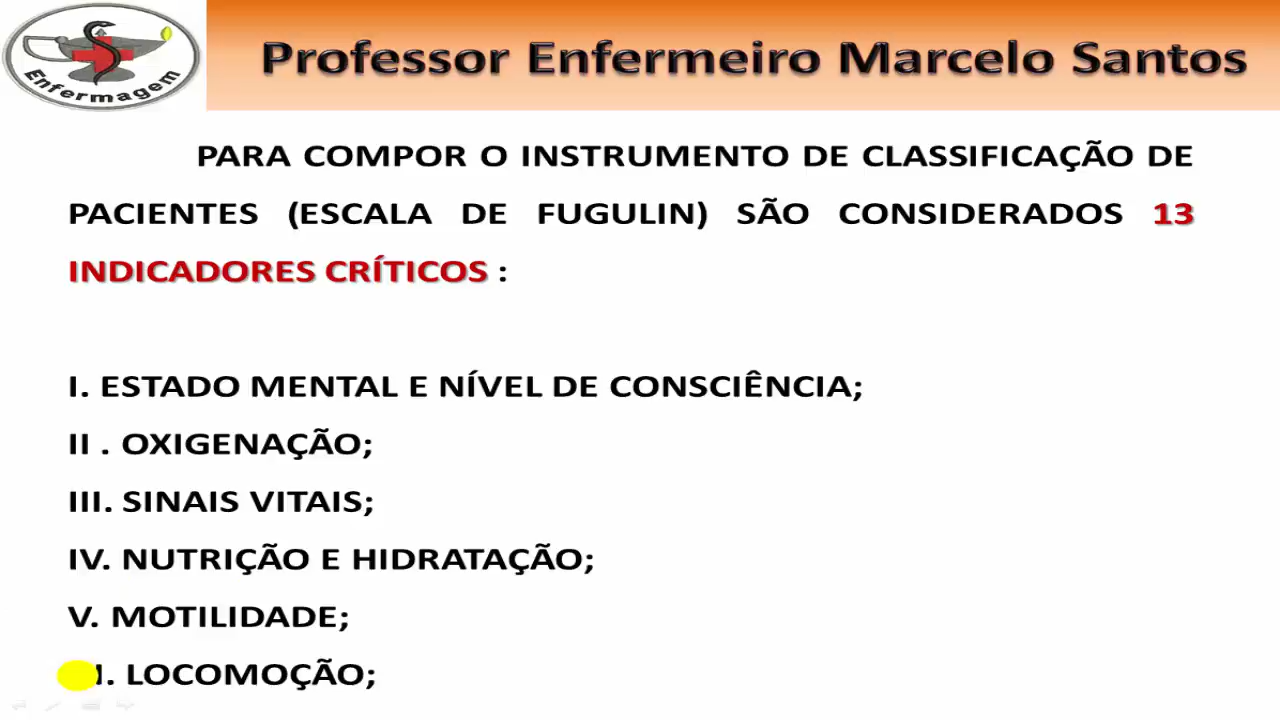 Enfermagem
Professor Enfermeiro Marcelo Santos
PARA COMPOR O INSTRUMENTO DE CLASSIFICAÇÃO DE
PACIENTES (ESCALA DE FUGULIN) SÃO CONSIDERADOS 13
INDICADORES CRÍTICOS :
I. ESTADO MENTAL E NÍVEL DE CONSCIÊNCIA;
II . OXIGENAÇÃO;
III. SINAIS VITAIS;
IV. NUTRIÇÃO E HIDRATAÇÃO;
V. MOTILIDADE;
I. LOCOMOÇÃO;